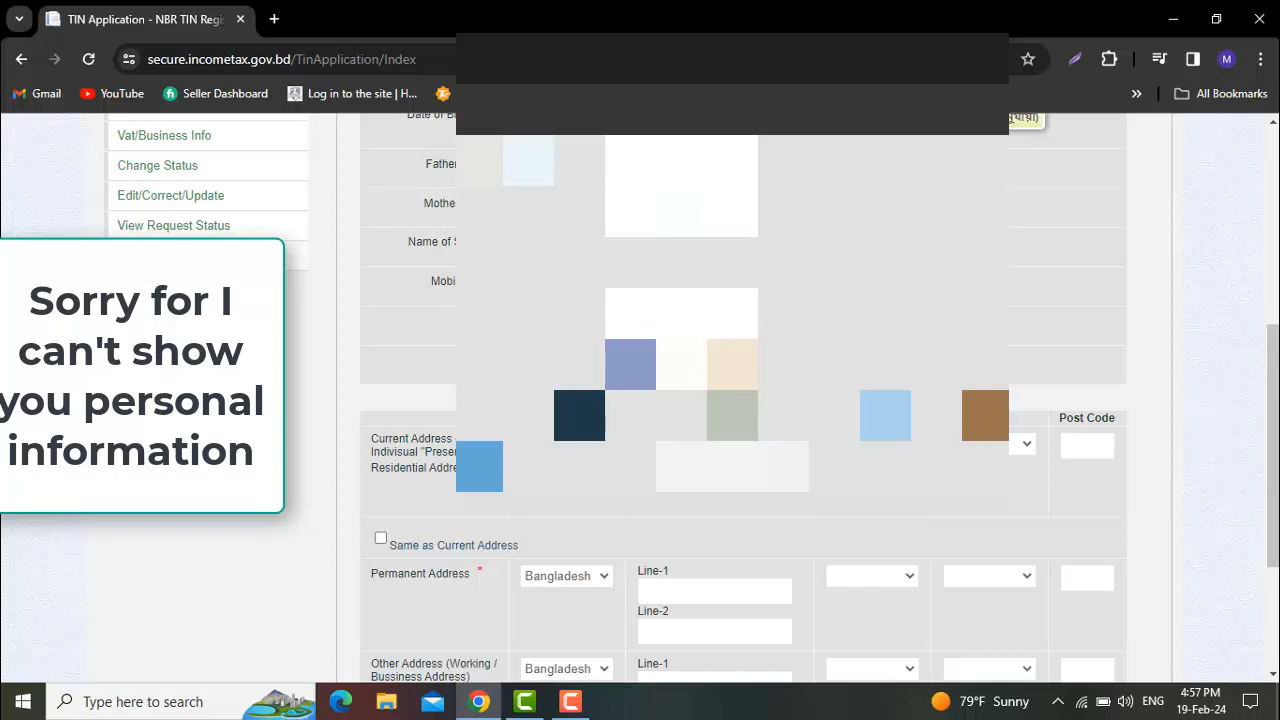 TIN Application - NBR TIN Regi
secure.incometax.gov.bd/TinApplication/Index
Gmail
YouTube
Seller Dashboard
Log in to the site | H...
All Bookmarks
Vat/Business Info
Change Status
Edit/Correct/Update
View Request Status
Date of B
Father
Mothe
Name of S
Mobi
Sorry for I
can't show
you personal
information
Post Code
Current Address
Indivisual "Prese
Residential Addre
Same as Current Address
Permanent Address *
Bangladesh
Line-1
Line-2
Other Address (Working /
Bussiness Address)
Bangladesh
Line-1
Type here to search
79°F Sunny
ENG
4:57 PM
19-Feb-24
M